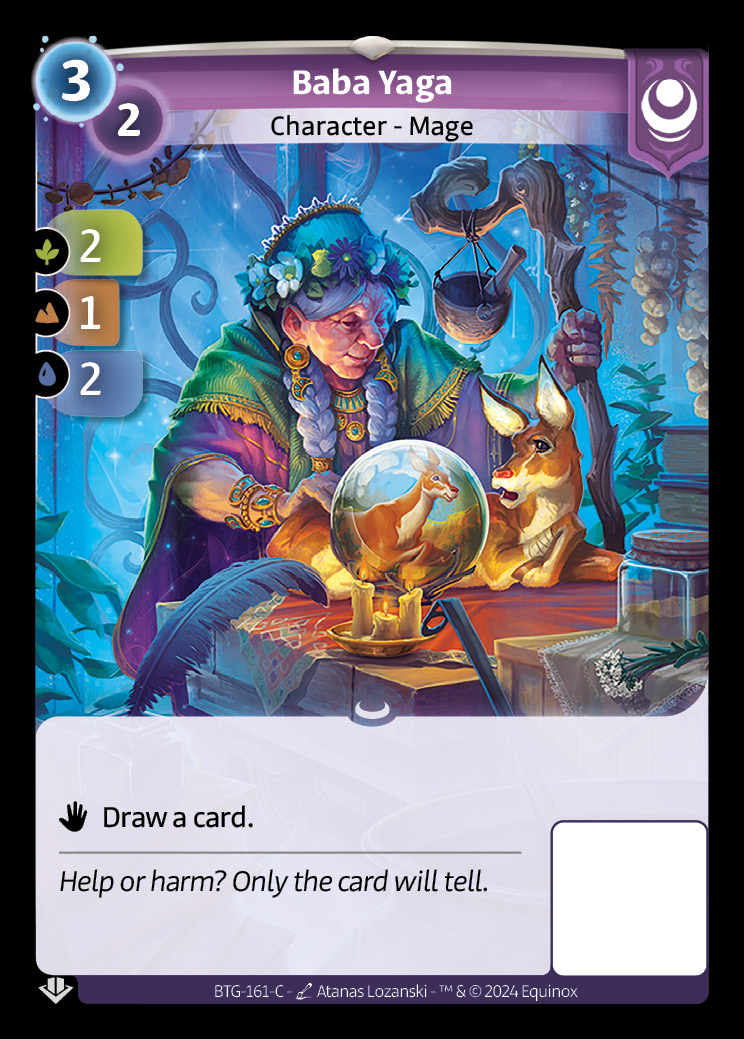 3
Baba Yaga
2
Character - Mage
2
1
2
Draw a card.
Help or harm? Only the card will tell.
BTG-161-C - Atanas Lozanski - ™ & © 2024 Equinox